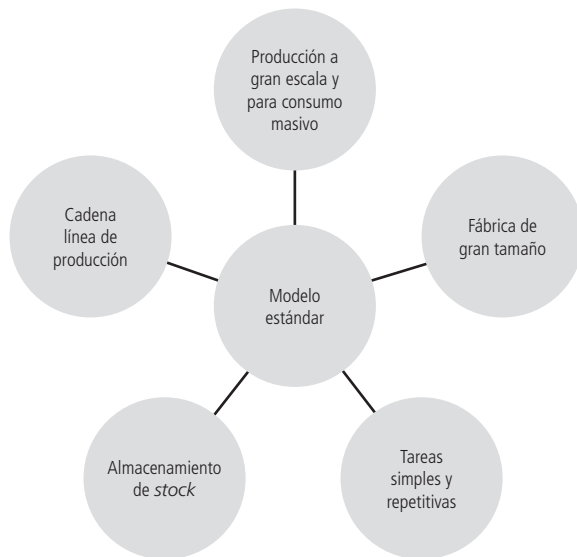 Producción a
gran escala y
para consumo
masivo
Cadena
línea de
producción
Fábrica de
gran tamaño
Modelo
estándar
Almacenamiento
de stock
Tareas
simples y
repetitivas